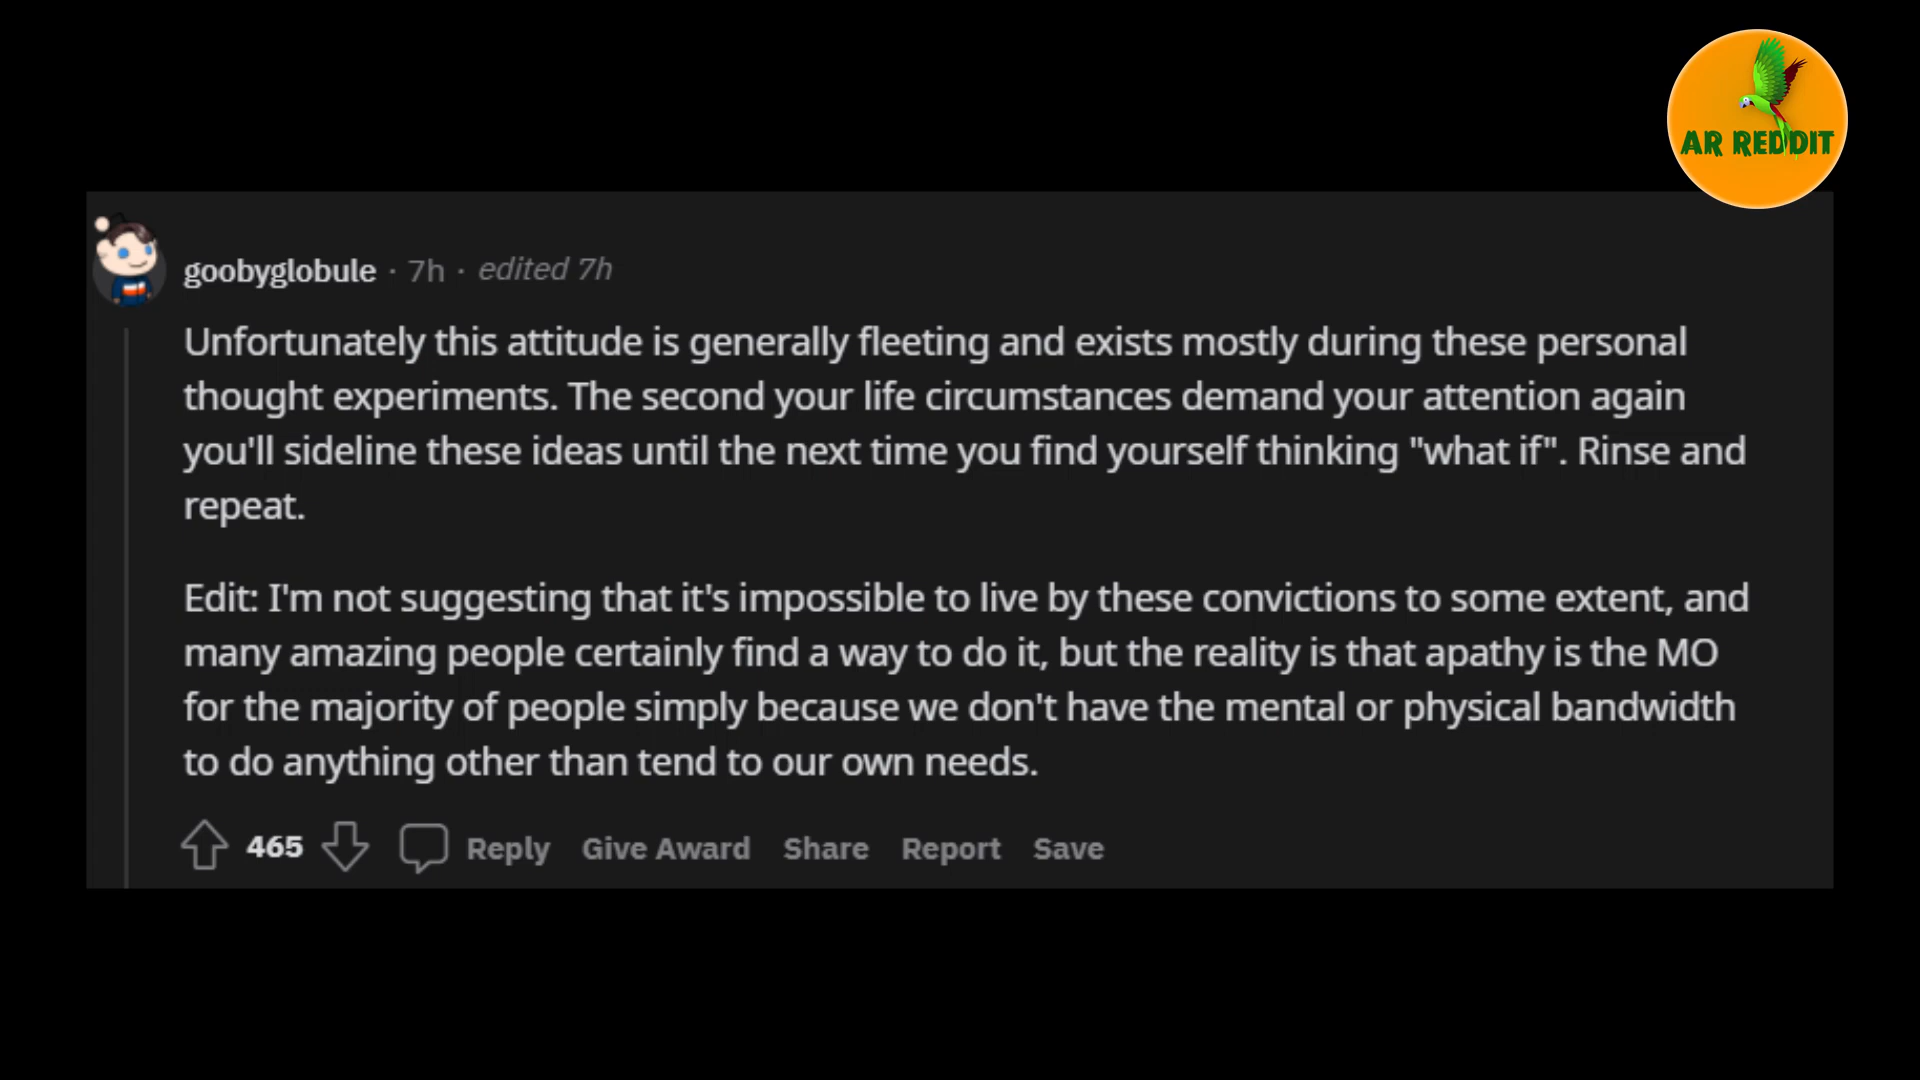 AR REDDIT
goobyglobule · 7h · edited 7h
Unfortunately this attitude is generally fleeting and exists mostly during these personal
thought experiments. The second your life circumstances demand your attention again
you'll sideline these ideas until the next time you find yourself thinking "what if". Rinse and
repeat.
Edit: I'm not suggesting that it's impossible to live by these convictions to some extent, and
many amazing people certainly find a way to do it, but the reality is that apathy is the MO
for the majority of people simply because we don't have the mental or physical bandwidth
to do anything other than tend to our own needs.
465 Reply Give Award Share Report Save